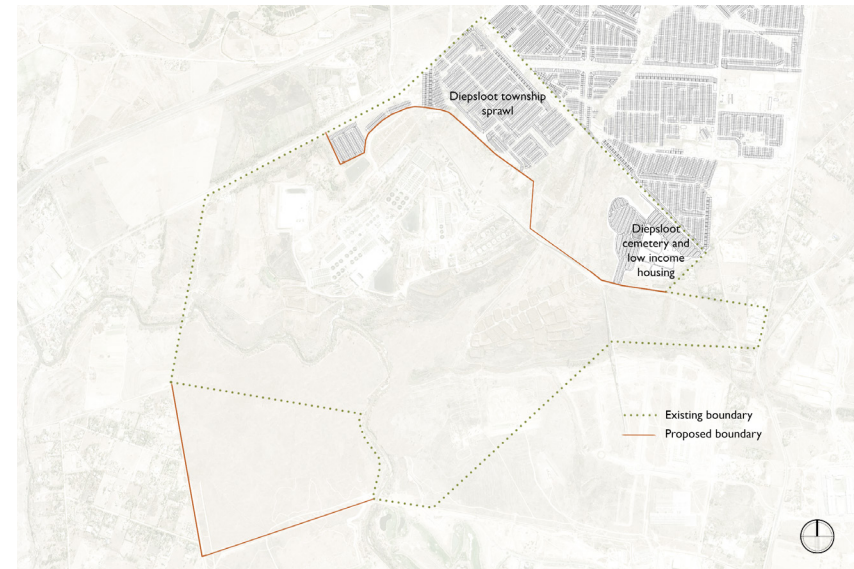 Diepsloot township
sprawl
Diepsloot
cemetery and
low income
housing
Existing boundary
Proposed boundary